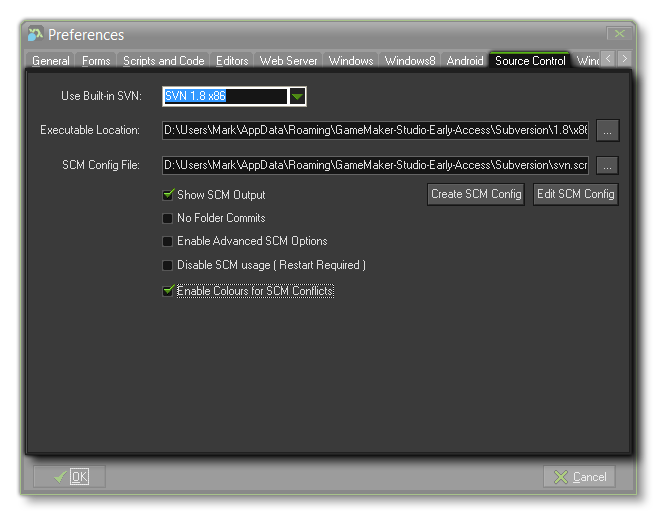 Preferences
General Forms Scripts and Code Editors Web Server Windows Windows8 Android Source Control
Use Built-in SVN: SVN 1.8 x86
Executable Location: D:\Users\Mark\AppData\Roaming\GameMaker-Studio-Early-Access\Subversion\1.8\x86 ...
SCM Config File: D:\Users\Mark\AppData\Roaming\GameMaker-Studio-Early-Access\Subversion\svn.scr ...
Show SCM Output Create SCM Config Edit SCM Config
No Folder Commits
Enable Advanced SCM Options
Disable SCM usage ( Restart Required )
Enable Colours for SCM Conflicts
OK Cancel